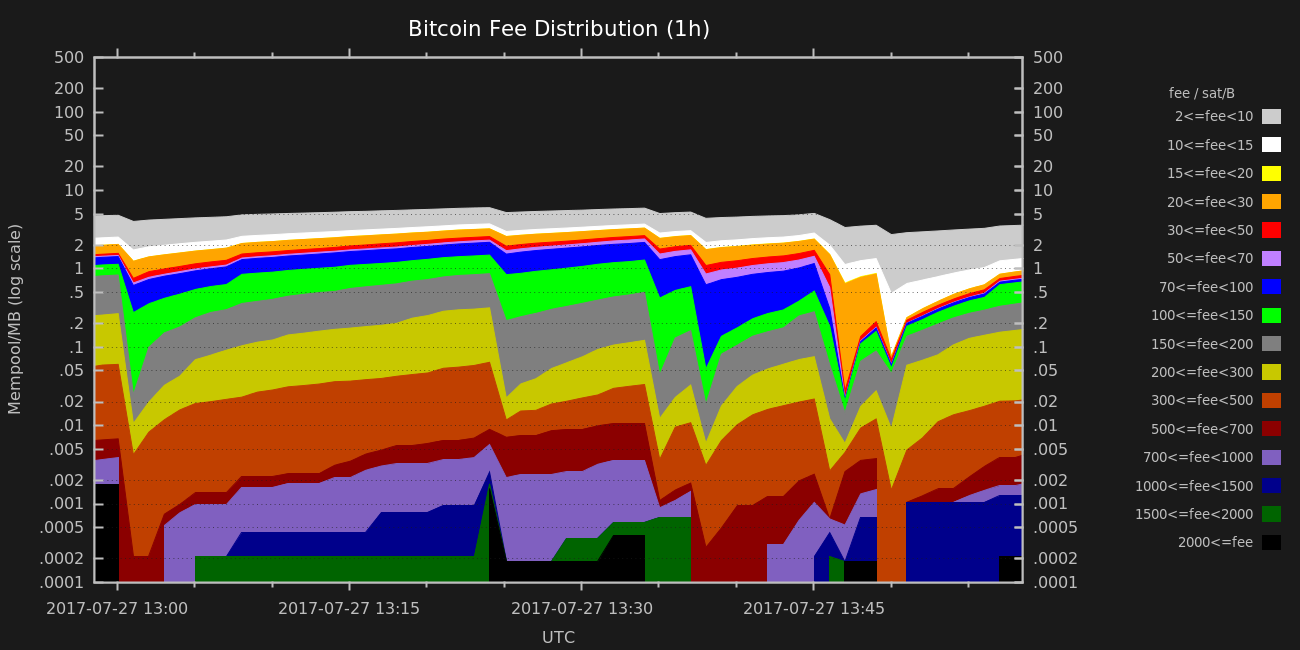 Bitcoin Fee Distribution (1h)
Mempool/MB (log scale)
500
200
100
50
20
10
5
2
1
.5
.2
.1
.05
.02
.01
.005
.002
.001
.0005
.0002
.0001
500
200
100
50
20
10
5
2
1
.5
.2
.1
.05
.02
.01
.005
.002
.001
.0005
.0002
.0001
fee / sat/B
2<=fee<10
10<=fee<15
15<=fee<20
20<=fee<30
30<=fee<50
50<=fee<70
70<=fee<100
100<=fee<150
150<=fee<200
200<=fee<300
300<=fee<500
500<=fee<700
700<=fee<1000
1000<=fee<1500
1500<=fee<2000
2000<=fee
2017-07-27 13:00 2017-07-27 13:15 2017-07-27 13:30 2017-07-27 13:45
UTC